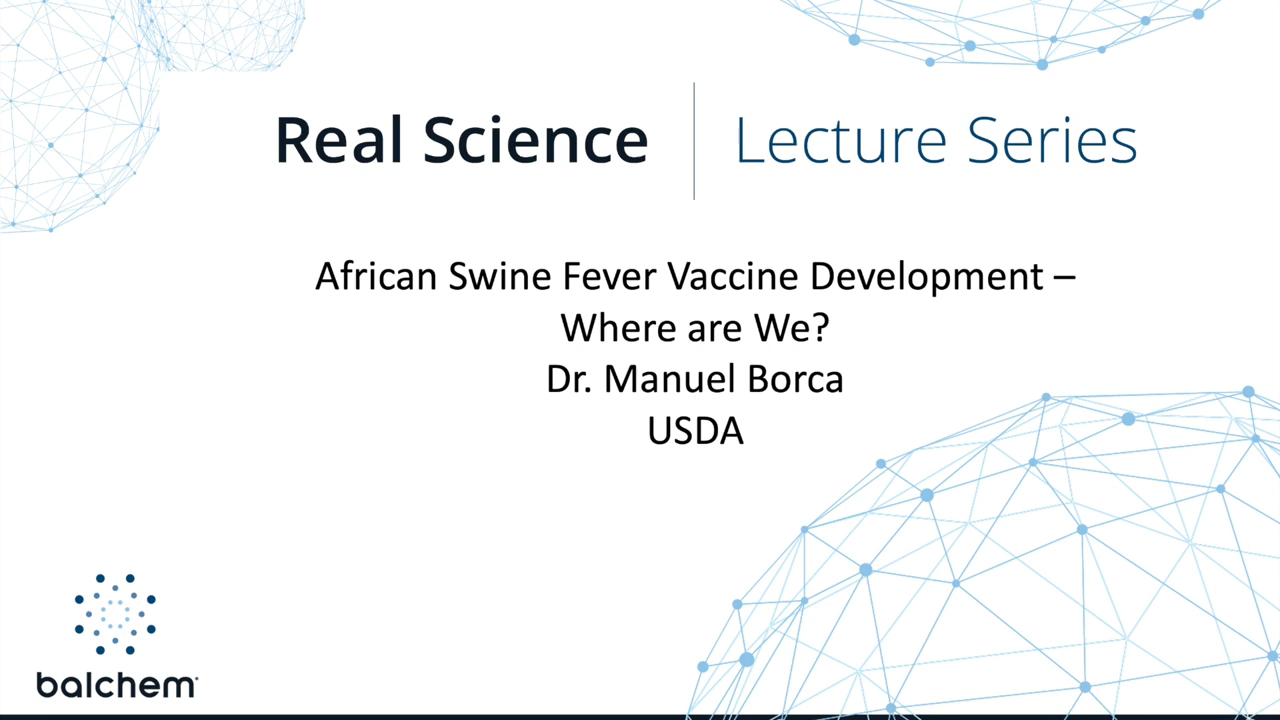 Real Science | Lecture Series
African Swine Fever Vaccine Development –
Where are We?
Dr. Manuel Borca
USDA
balchem